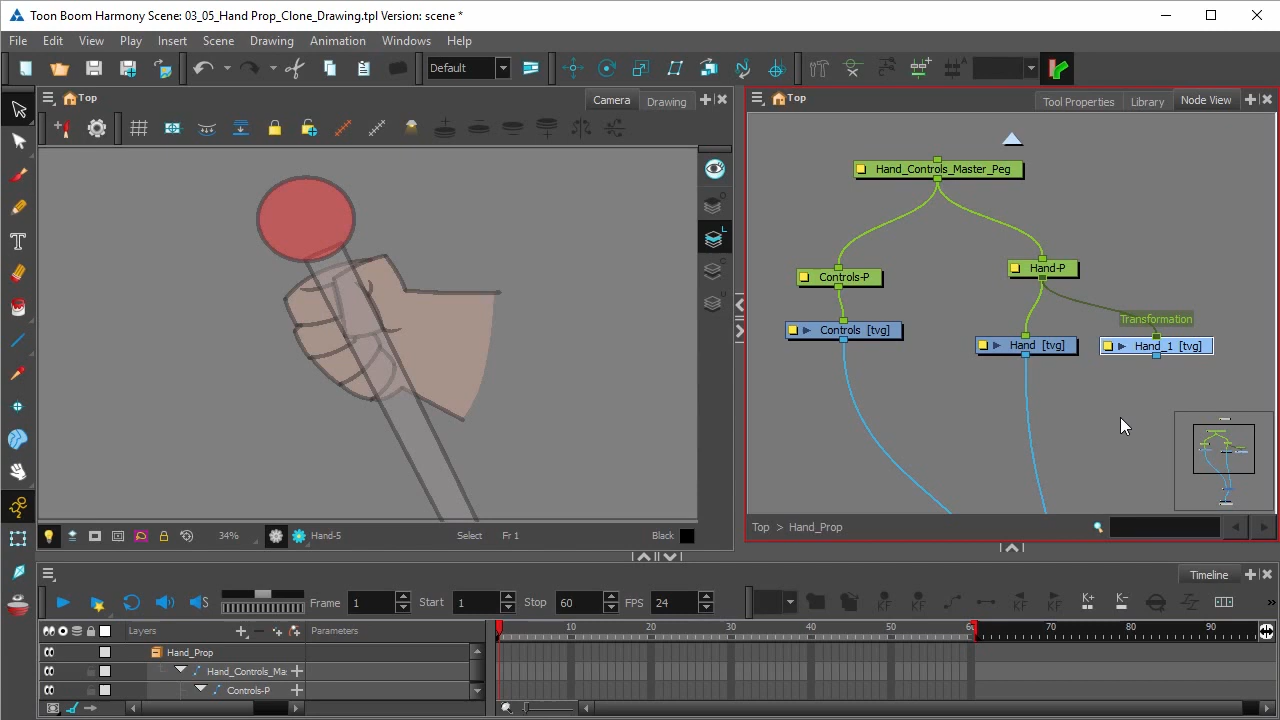 Toon Boom Harmony Scene: 03_05_Hand Prop_Clone_Drawing.tpl Version: scene *
File Edit View Play Insert Scene Drawing Animation Windows Help
Default
Top
Camera
Drawing
Top
Tool Properties
Library
Node View
Hand_Controls_Master_Peg
Controls-P
Hand-P
Transformation
Controls [tvg]
Hand [tvg]
Hand_1 [tvg]
Top > Hand_Prop
34%
Hand-5
Select
Fr 1
Black
Timeline
Frame 1 Start 1 Stop 60 FPS 24
Layers
Parameters
10 20 30 40 50 60 70 80 90
Hand_Prop
Hand_Controls_Ma
Controls-P